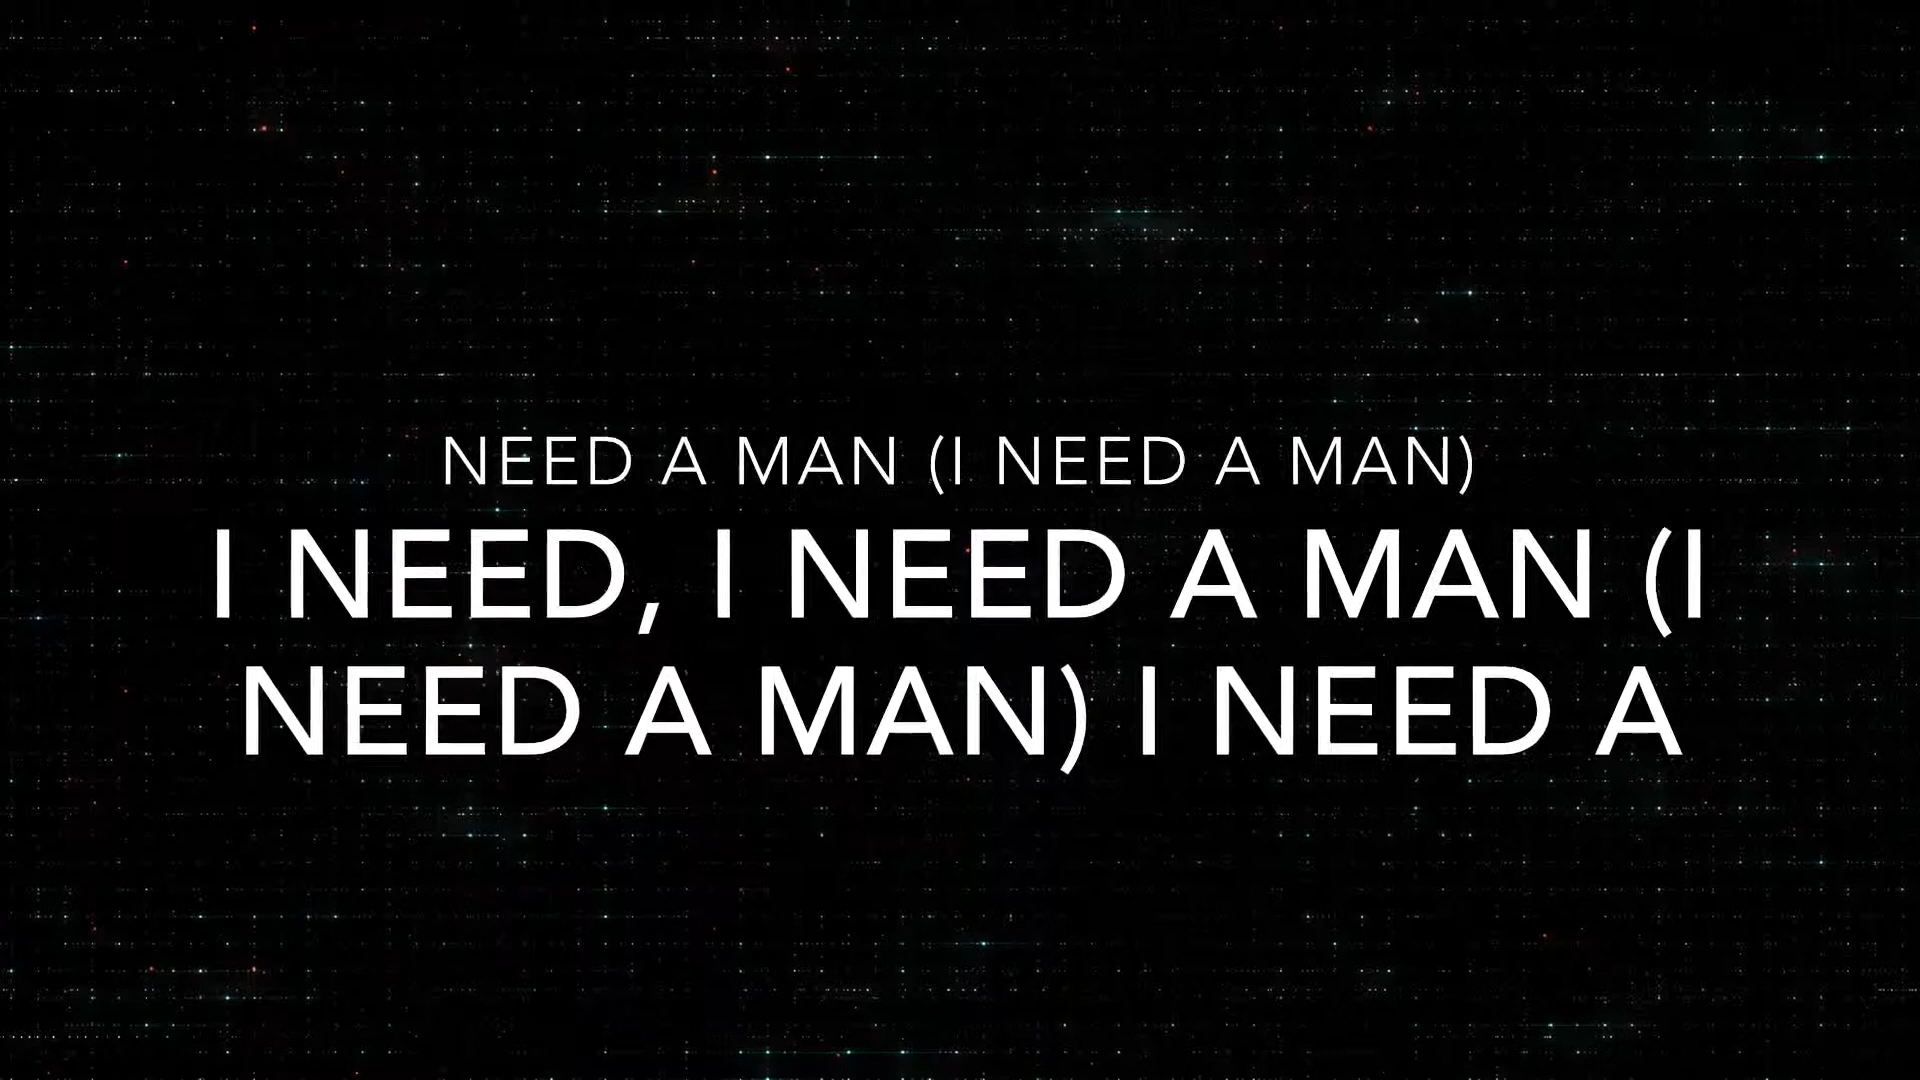 NEED A MAN (I NEED A MAN)
I NEED, I NEED A MAN (I
NEED A MAN) I NEED A